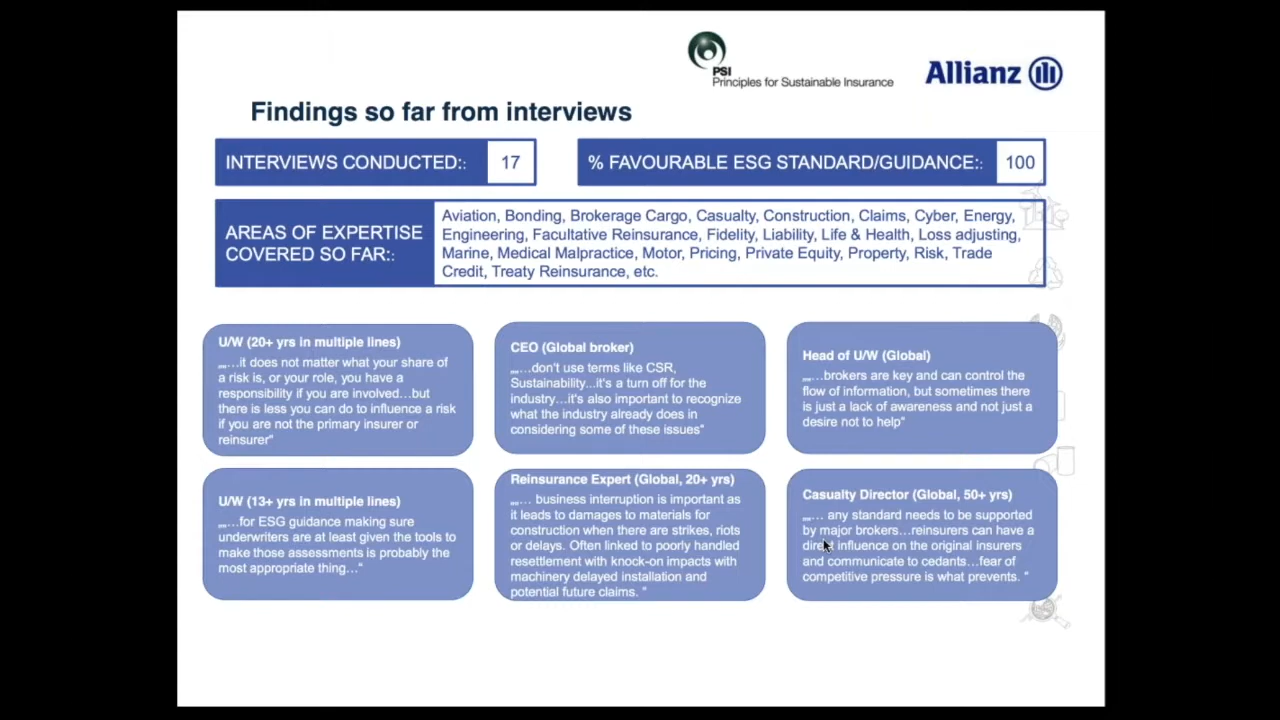 PSI
Principles for Sustainable Insurance
Allianz
Findings so far from interviews
INTERVIEWS CONDUCTED:: 17
% FAVOURABLE ESG STANDARD/GUIDANCE:: 100
AREAS OF EXPERTISE
COVERED SO FAR::
Aviation, Bonding, Brokerage Cargo, Casualty, Construction, Claims, Cyber, Energy,
Engineering, Facultative Reinsurance, Fidelity, Liability, Life & Health, Loss adjusting,
Marine, Medical Malpractice, Motor, Pricing, Private Equity, Property, Risk, Trade
Credit, Treaty Reinsurance, etc.
U/W (20+ yrs in multiple lines)
„„…it does not matter what your share of
a risk is, or your role, you have a
responsibility if you are involved…but
there is less you can do to influence a risk
if you are not the primary insurer or
reinsurer“
CEO (Global broker)
„„…don't use terms like CSR,
Sustainability...it's a turn off for the
industry…it's also important to recognize
what the industry already does in
considering some of these issues“
Head of U/W (Global)
„„…brokers are key and can control the
flow of information, but sometimes there
is just a lack of awareness and not just a
desire not to help“
U/W (13+ yrs in multiple lines)
„„…for ESG guidance making sure
underwriters are at least given the tools to
make those assessments is probably the
most appropriate thing…“
Reinsurance Expert (Global, 20+ yrs)
„„… business interruption is important as
it leads to damages to materials for
construction when there are strikes, riots
or delays. Often linked to poorly handled
resettlement with knock-on impacts with
machinery delayed installation and
potential future claims. “
Casualty Director (Global, 50+ yrs)
„„… any standard needs to be supported
by major brokers…reinsurers can have a
direct influence on the original insurers
and communicate to cedants…fear of
competitive pressure is what prevents. “